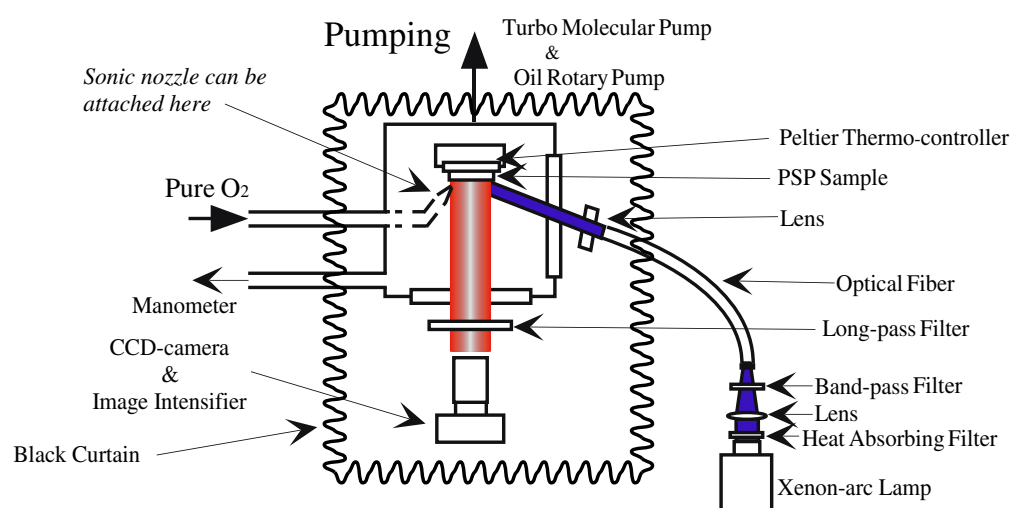 Pumping
Turbo Molecular Pump
&
Oil Rotary Pump
Sonic nozzle can be
attached here
Peltier Thermo-controller
Pure O2
PSP Sample
Lens
Manometer
Optical Fiber
Long-pass Filter
CCD-camera
&
Image Intensifier
Band-pass Filter
Lens
Heat Absorbing Filter
Black Curtain
Xenon-arc Lamp